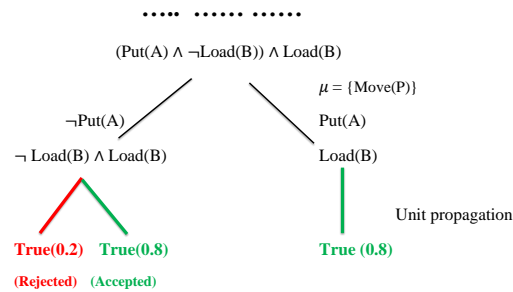 ..... ...... ......
(Put(A) ∧ ¬Load(B)) ∧ Load(B)
μ = {Move(P)}
¬Put(A)
Put(A)
¬ Load(B) ∧ Load(B)
Load(B)
Unit propagation
True(0.2) True(0.8)
True (0.8)
(Rejected) (Accepted)